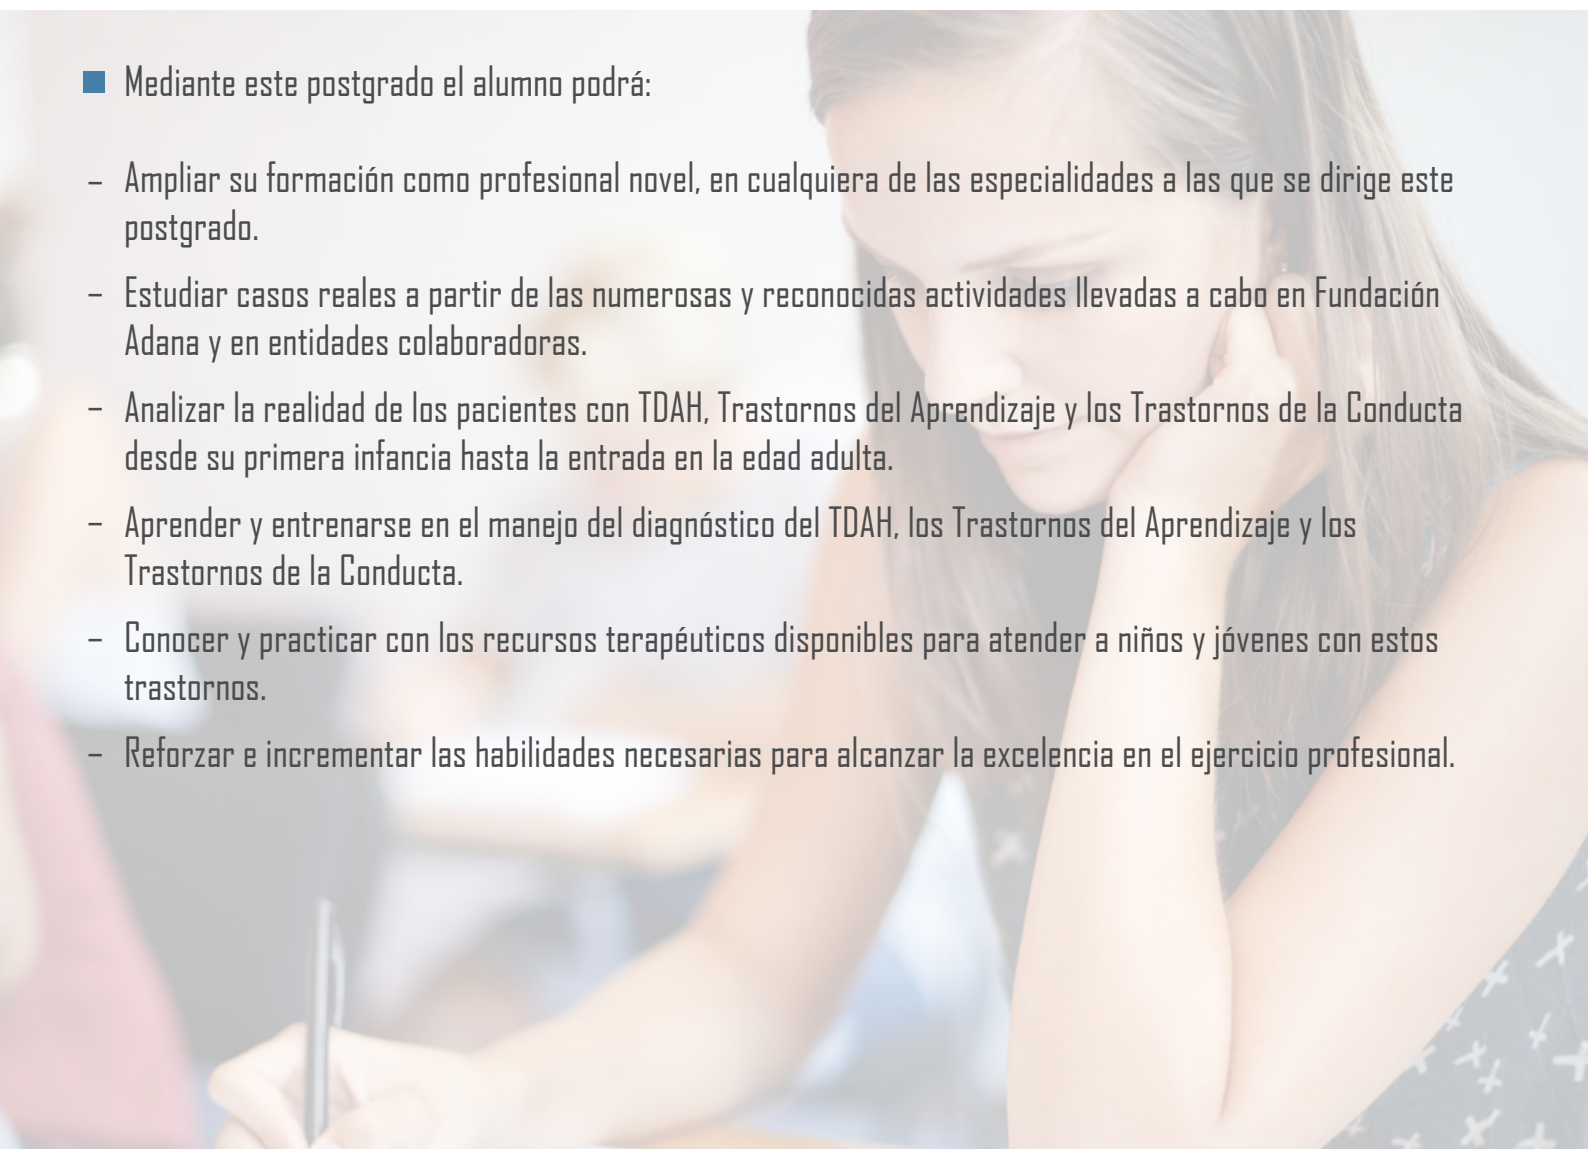 ■ Mediante este postgrado el alumno podrá:
– Ampliar su formación como profesional novel, en cualquiera de las especialidades a las que se dirige este
postgrado.
– Estudiar casos reales a partir de las numerosas y reconocidas actividades llevadas a cabo en Fundación
Adana y en entidades colaboradoras.
– Analizar la realidad de los pacientes con TDAH, Trastornos del Aprendizaje y los Trastornos de la Conducta
desde su primera infancia hasta la entrada en la edad adulta.
– Aprender y entrenarse en el manejo del diagnóstico del TDAH, los Trastornos del Aprendizaje y los
Trastornos de la Conducta.
– Conocer y practicar con los recursos terapéuticos disponibles para atender a niños y jóvenes con estos
trastornos.
– Reforzar e incrementar las habilidades necesarias para alcanzar la excelencia en el ejercicio profesional.